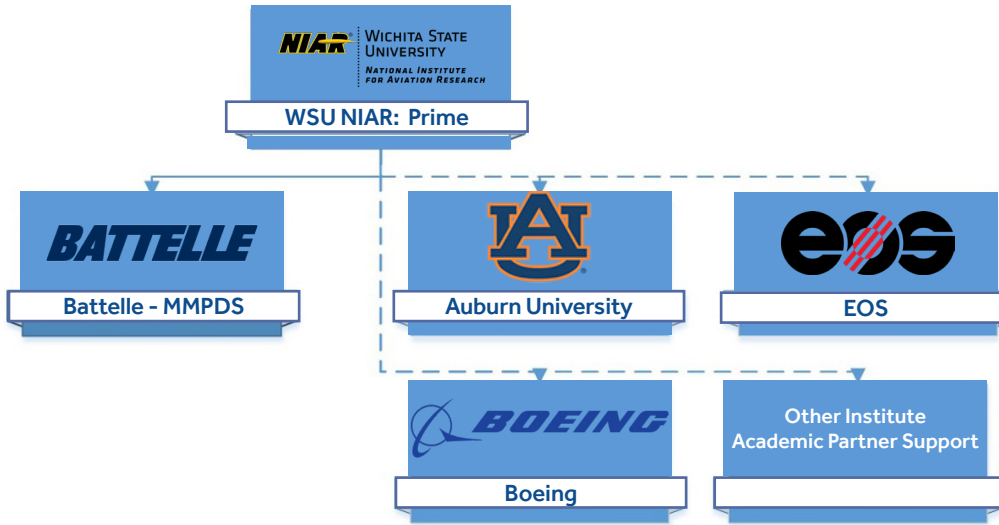 NIAR
WICHITA STATE
UNIVERSITY
NATIONAL INSTITUTE
FOR AVIATION RESEARCH
WSU NIAR: Prime
BATTELLE
Battelle - MMPDS
AU
Auburn University
eos
EOS
BOEING
Boeing
Other Institute
Academic Partner Support